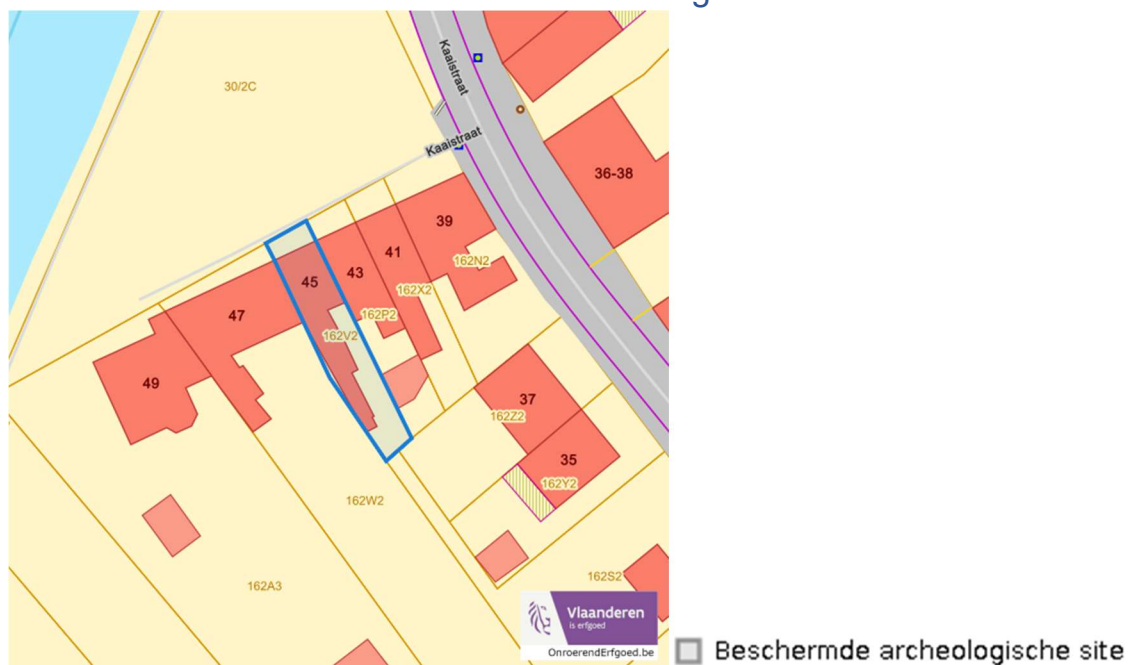 Kaaistraat
30/2C
Kaaistraat
36-38
39
41
162N2
45
43
162X2
47
162P2
162V2
49
37
162Z2
35
162Y2
162W2
162S2
162A3
Vlaanderen
is erfgoed
OnroerendErfgoed.be
Beschermde archeologische site